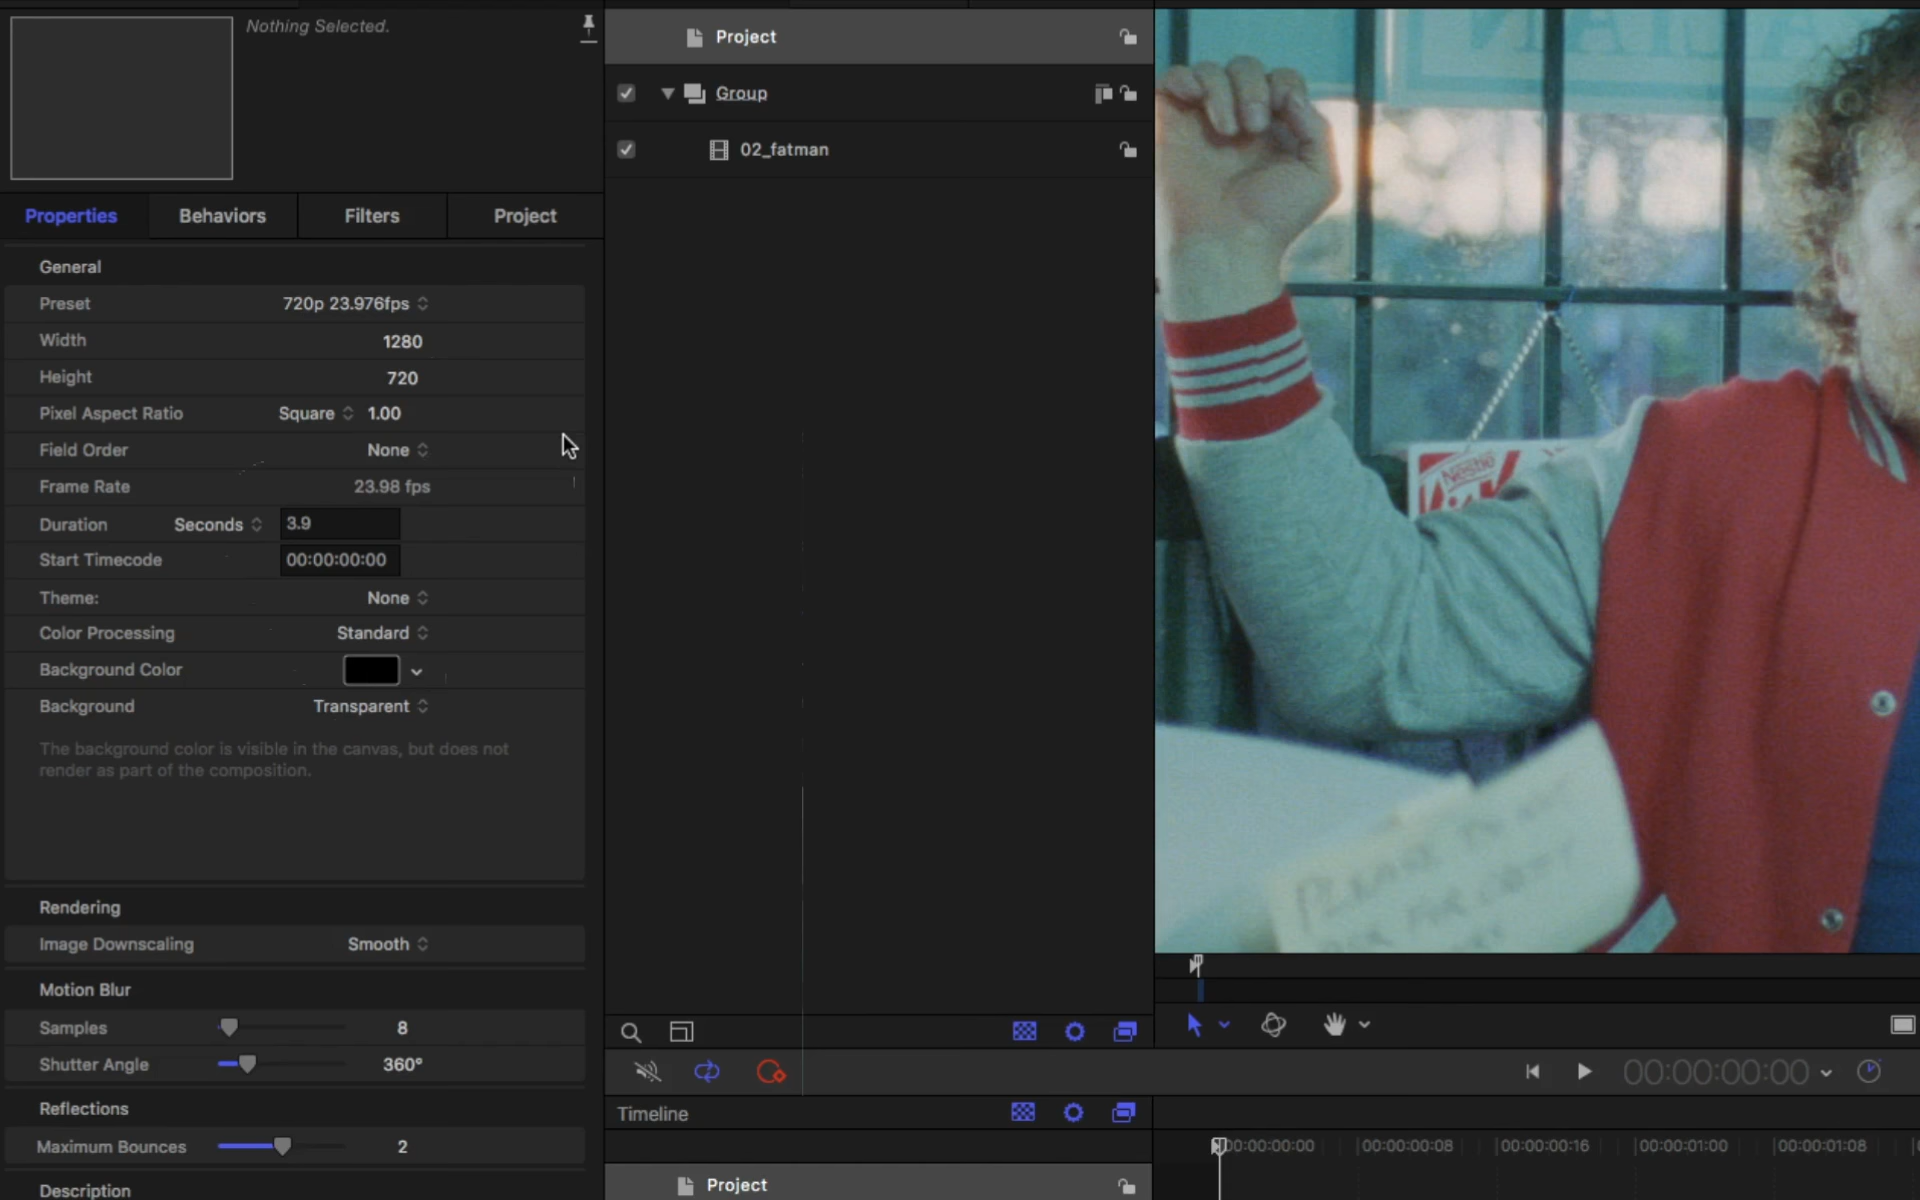 Nothing Selected.
Properties
Behaviors
Filters
Project
General
Preset 720p 23.976fps
Width 1280
Height 720
Pixel Aspect Ratio Square 1.00
Field Order None
Frame Rate 23.98 fps
Duration Seconds 3.9
Start Timecode 00:00:00:00
Theme: None
Color Processing Standard
Background Color
Background Transparent
The background color is visible in the canvas, but does not
render as part of the composition.
Rendering
Image Downscaling Smooth
Motion Blur
Samples 8
Shutter Angle 360°
Reflections
Maximum Bounces 2
Description
Project
Group
02_fatman
Timeline
Project
Nestle
PLEASE
00:00:00:00
00:00:00:00 00:00:00:08 00:00:00:16 00:00:01:00 00:00:01:08